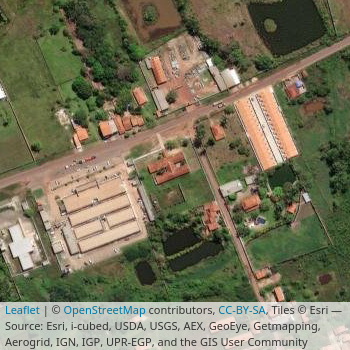 Leaflet | © OpenStreetMap contributors, CC-BY-SA, Tiles © Esri —
Source: Esri, i-cubed, USDA, USGS, AEX, GeoEye, Getmapping,
Aerogrid, IGN, IGP, UPR-EGP, and the GIS User Community